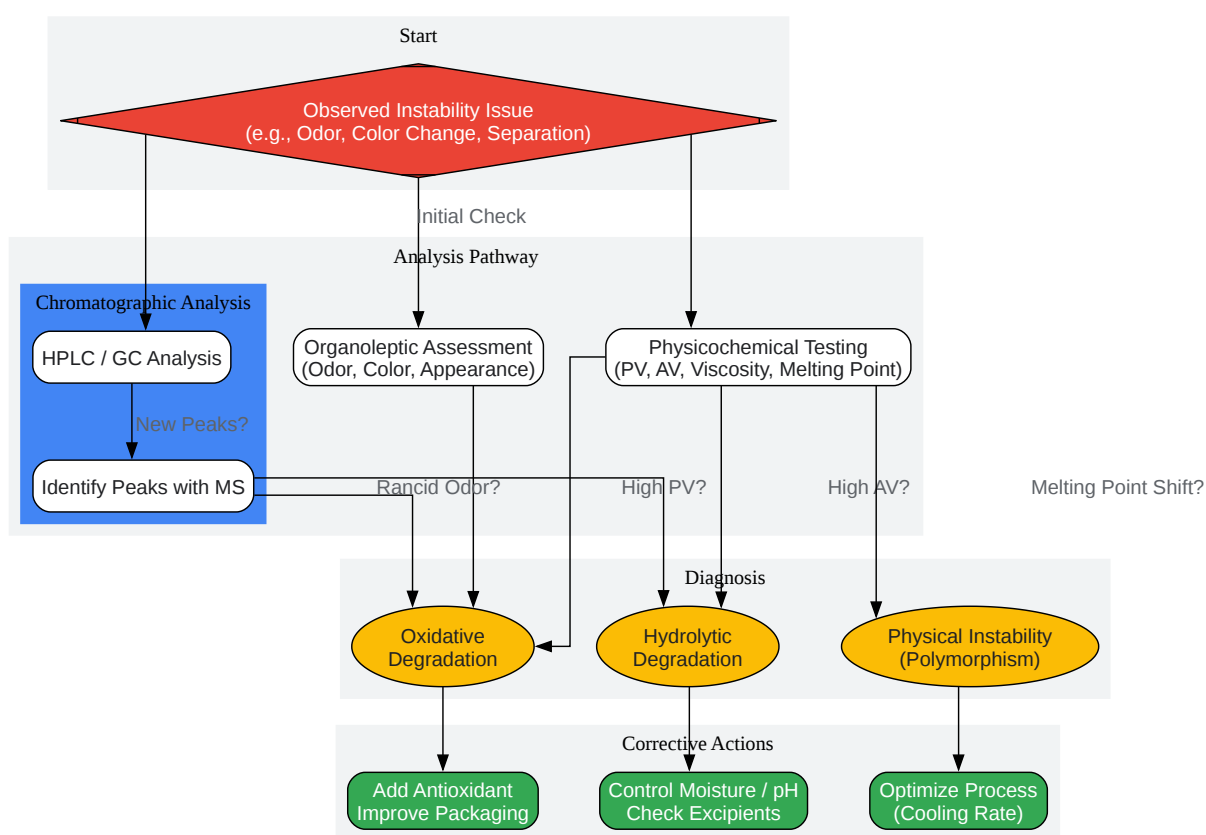 Start
Observed Instability Issue
(e.g., Odor, Color Change, Separation)
Initial Check
Analysis Pathway
Chromatographic Analysis
HPLC / GC Analysis
Organoleptic Assessment
(Odor, Color, Appearance)
Physicochemical Testing
(PV, AV, Viscosity, Melting Point)
New Peaks?
Identify Peaks with MS
Rancid Odor?
High PV?
High AV?
Melting Point Shift?
Diagnosis
Oxidative
Degradation
Hydrolytic
Degradation
Physical Instability
(Polymorphism)
Corrective Actions
Add Antioxidant
Improve Packaging
Control Moisture / pH
Check Excipients
Optimize Process
(Cooling Rate)